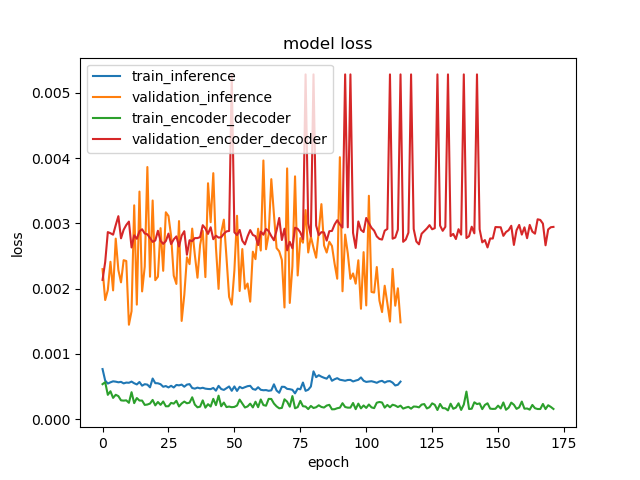 model loss
train_inference
validation_inference
train_encoder_decoder
validation_encoder_decoder
0.005
0.004
0.003
0.002
0.001
0.000
loss
0 25 50 75 100 125 150 175
epoch